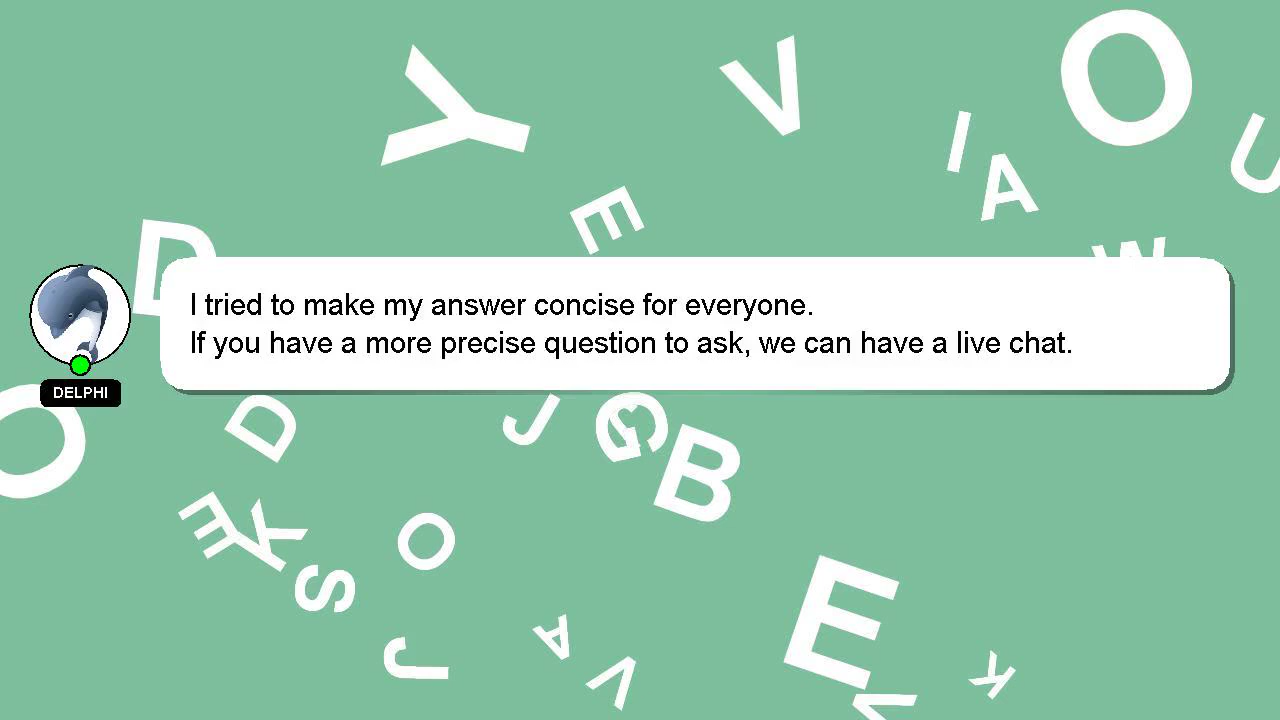 Y
V
O
I
A
U
E
D
W
I tried to make my answer concise for everyone.
If you have a more precise question to ask, we can have a live chat.
DELPHI
O
D
J
G
B
E
K
O
S
E
J
A
V
K
V